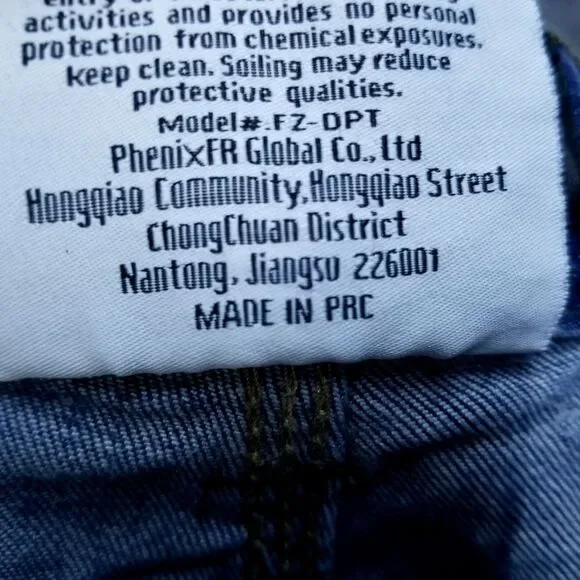 activities and provides no personal
protection from chemical exposures.
keep clean. Soiling may reduce
protective qualities.
Model#:FZ-DPT
PhenixFR Global Co.,Ltd
Hongqiao Community,Hongqiao Street
ChongChuan District
Nantong, Jiangsu 226001
MADE IN PRC